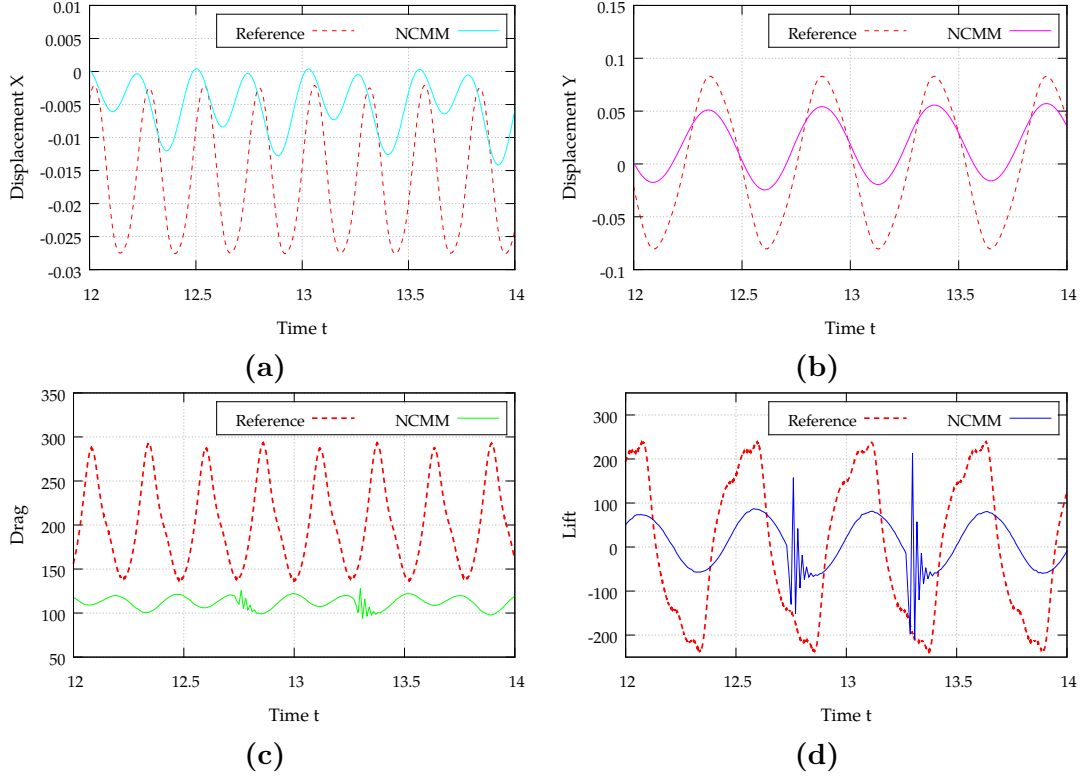 0.01
0.005
0
-0.005
-0.01
-0.015
-0.02
-0.025
-0.03
Displacement X
Reference
NCMM
12
12.5
13
13.5
14
Time t
(a)
0.15
0.1
0.05
0
-0.05
-0.1
Displacement Y
Reference
NCMM
12
12.5
13
13.5
14
Time t
(b)
350
300
250
200
150
100
50
Drag
Reference
NCMM
12
12.5
13
13.5
14
Time t
(c)
300
200
100
0
-100
-200
Lift
Reference
NCMM
12
12.5
13
13.5
14
Time t
(d)